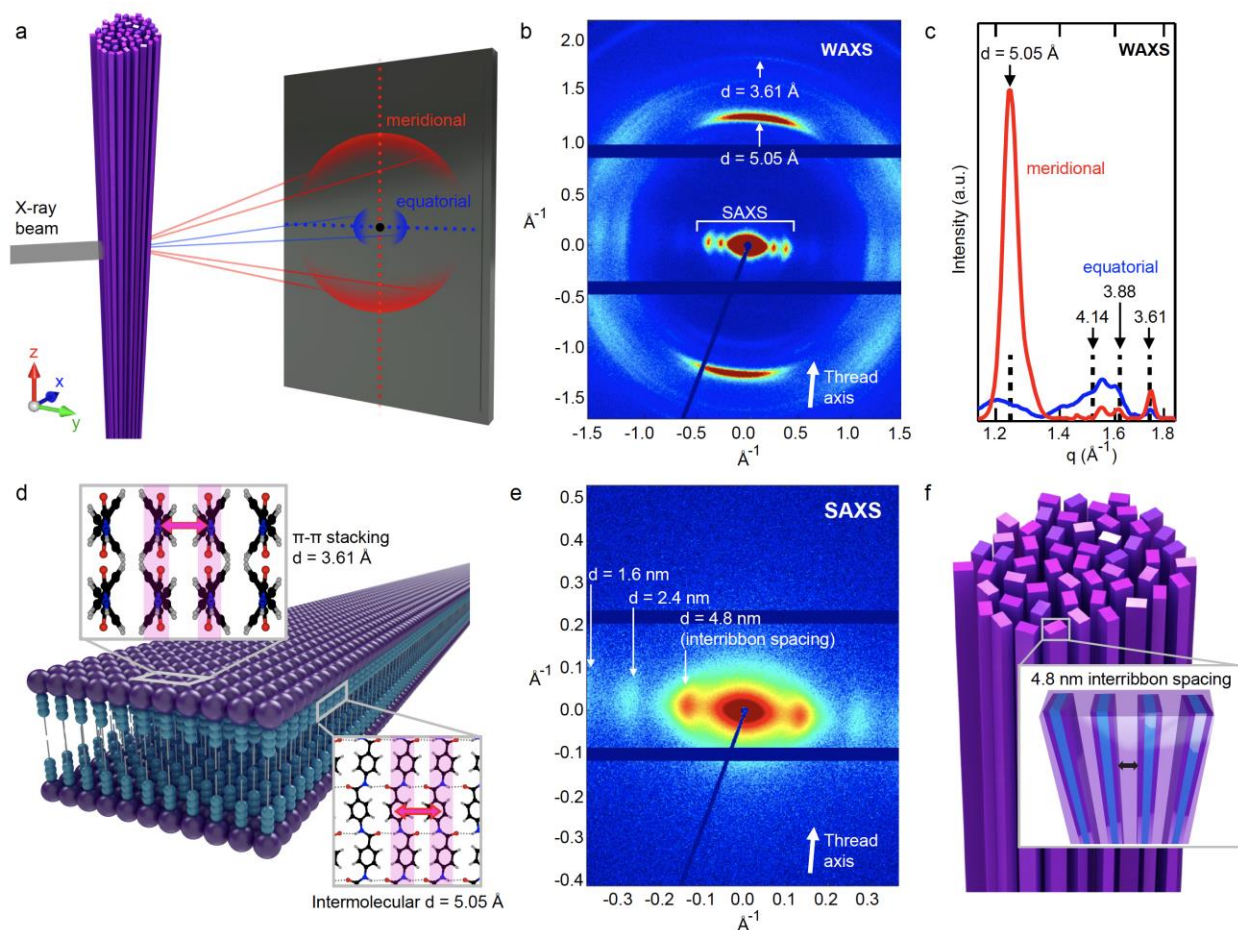 a
X-ray
beam
meridional
equatorial
z
x
y
b
WAXS
2.0
1.5
1.0
0.5
0.0
-0.5
-1.0
-1.5
Å⁻¹
d = 3.61 Å
d = 5.05 Å
SAXS
Thread
axis
-1.5 -1.0 -0.5 0.0 0.5 1.0 1.5
Å⁻¹
c
WAXS
d = 5.05 Å
meridional
equatorial
3.88
4.14 3.61
Intensity (a.u.)
1.2 1.4 1.6 1.8
q (Å⁻¹)
d
π-π stacking
d = 3.61 Å
Intermolecular d = 5.05 Å
e
SAXS
0.5
0.4
0.3
0.2
0.1
0.0
-0.1
-0.2
-0.3
-0.4
Å⁻¹
d = 1.6 nm
d = 2.4 nm
d = 4.8 nm
(interribbon spacing)
Thread
axis
-0.3 -0.2 -0.1 0.0 0.1 0.2 0.3
Å⁻¹
f
4.8 nm interribbon spacing